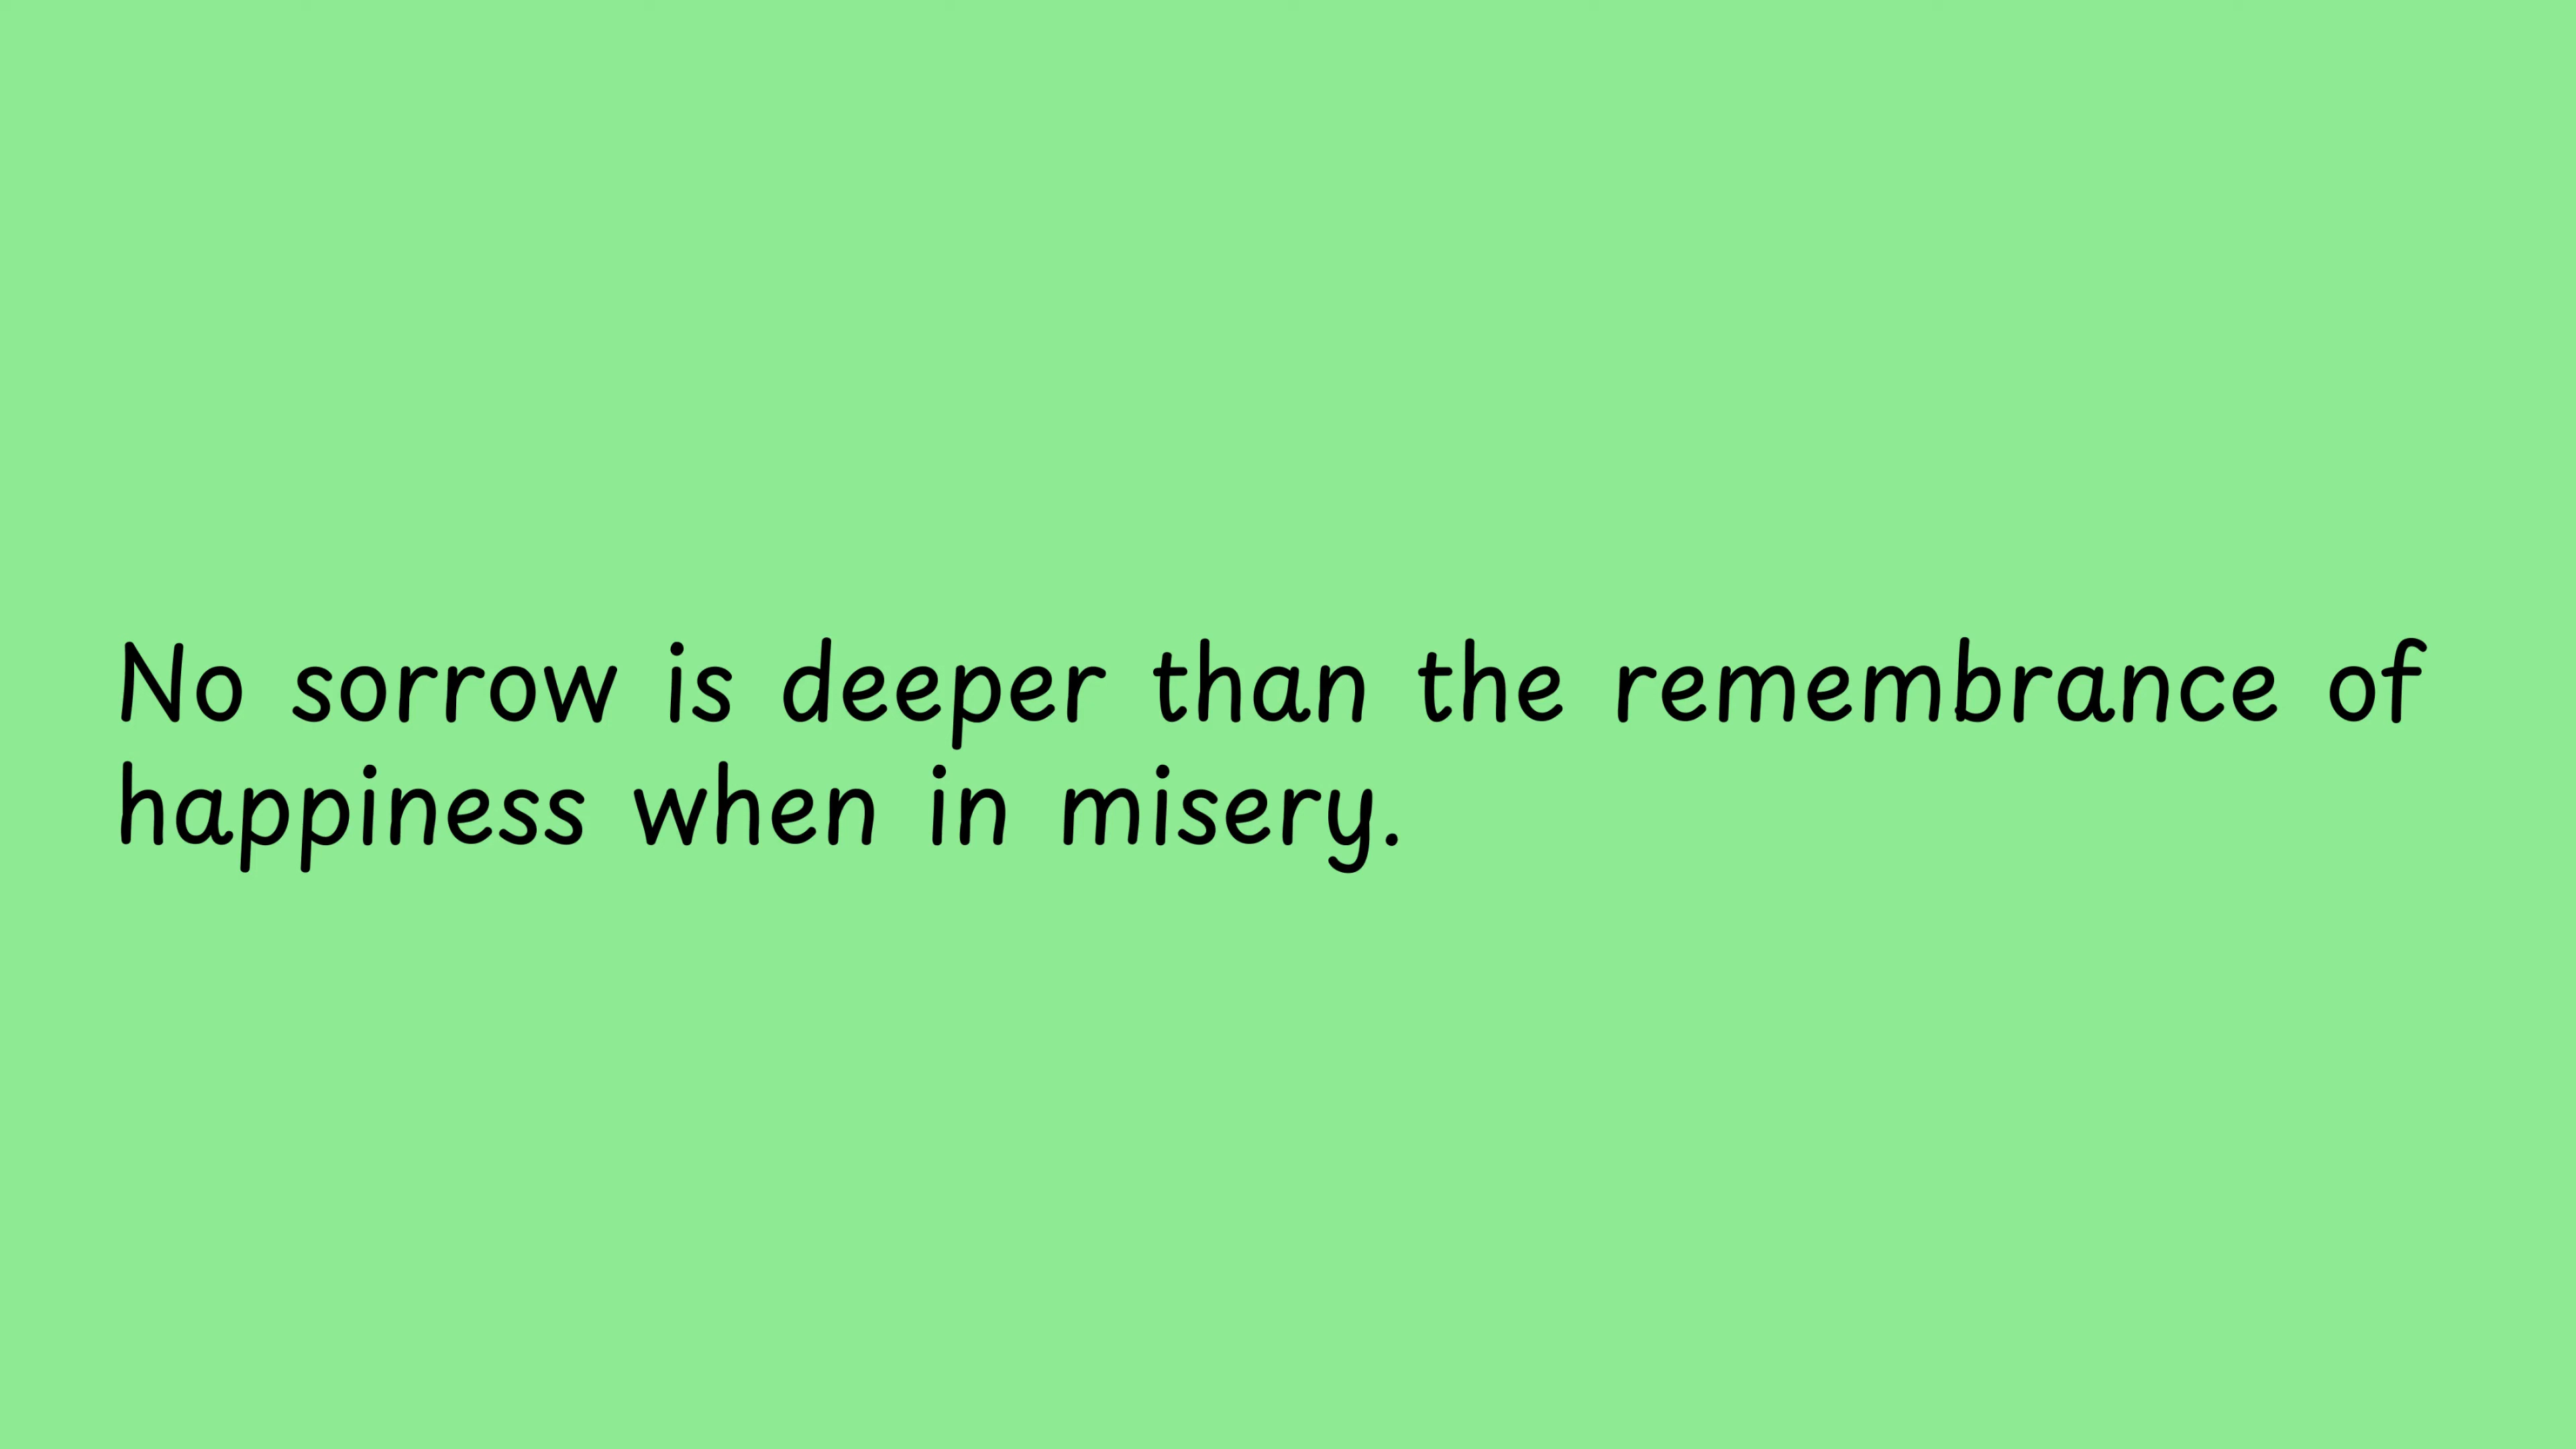 No sorrow is deeper than the remembrance of
happiness when in misery.